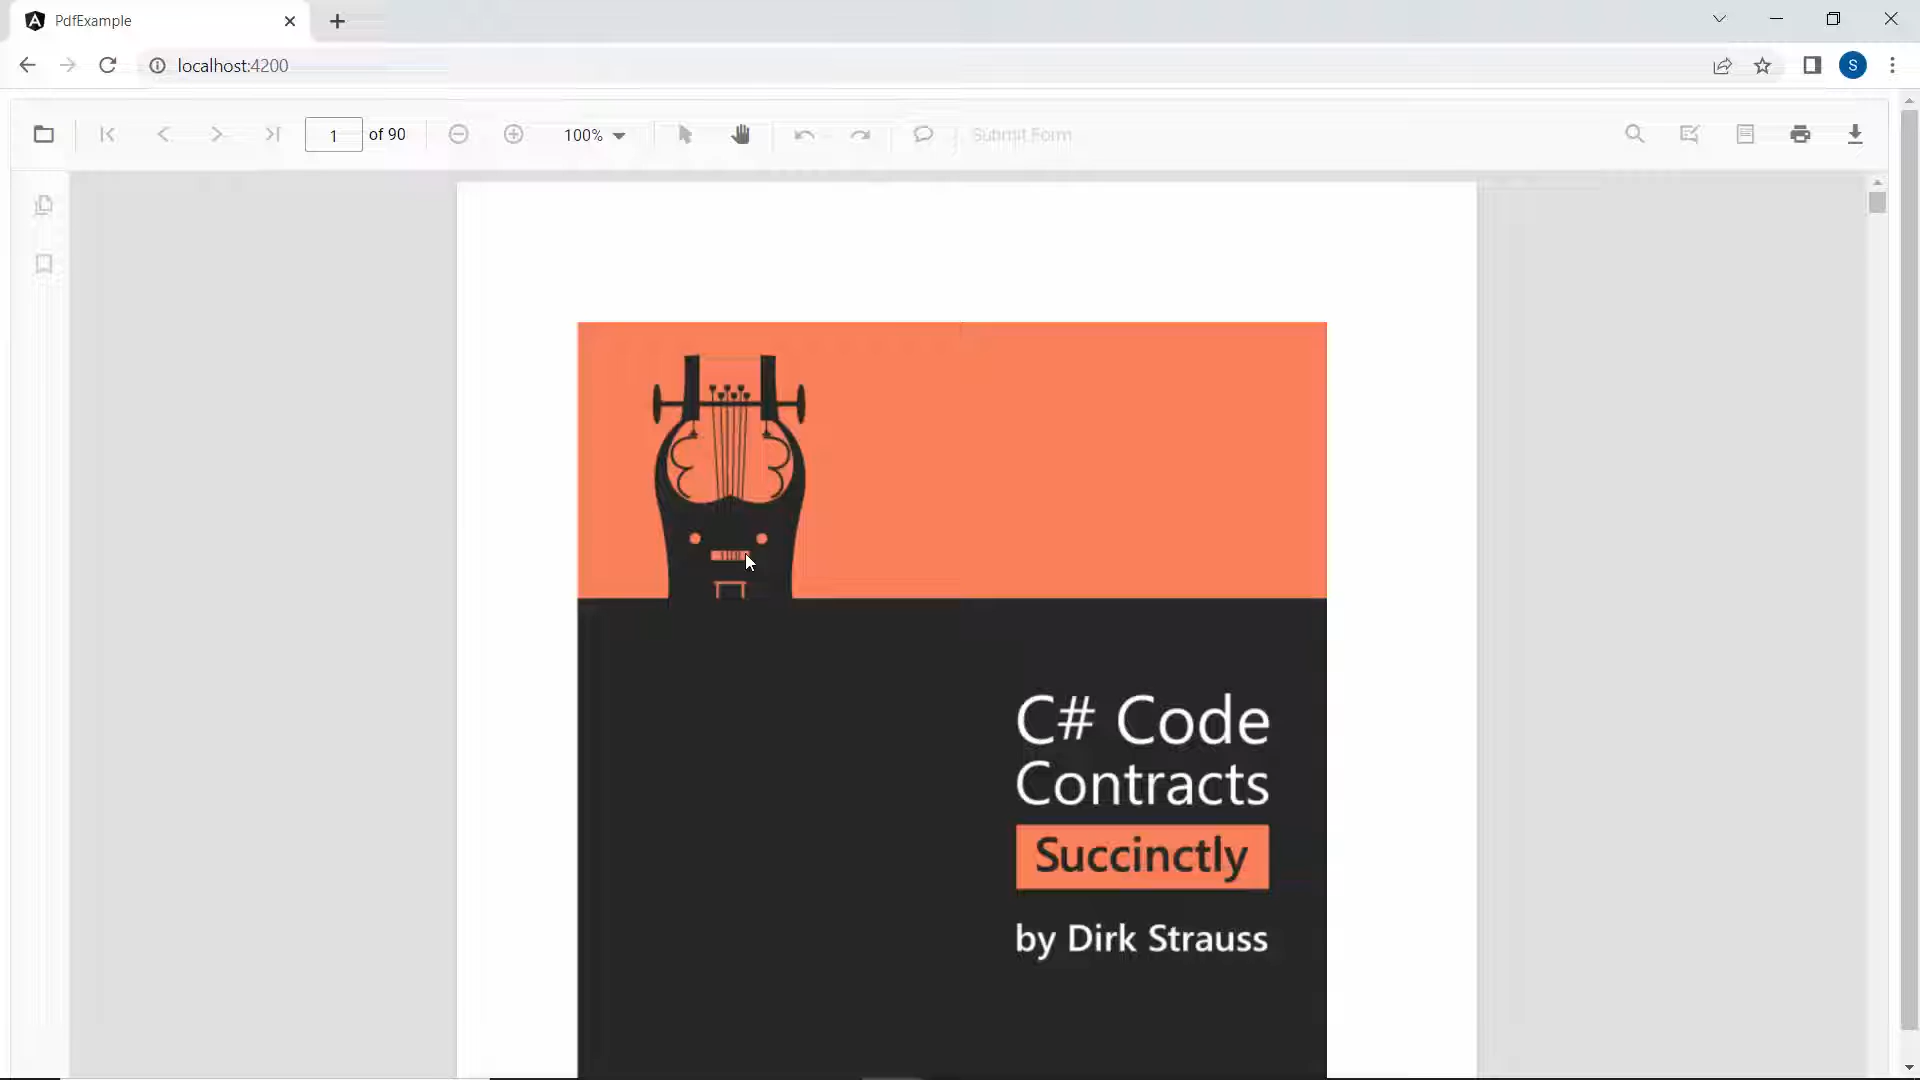 PdfExample
localhost:4200
S
1 of 90
100%
Submit Form
C# Code
Contracts
Succinctly
by Dirk Strauss